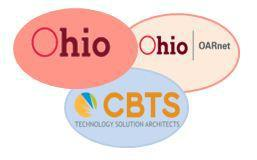 Ohio
Ohio OARnet
CBTS
TECHNOLOGY SOLUTION ARCHITECTS